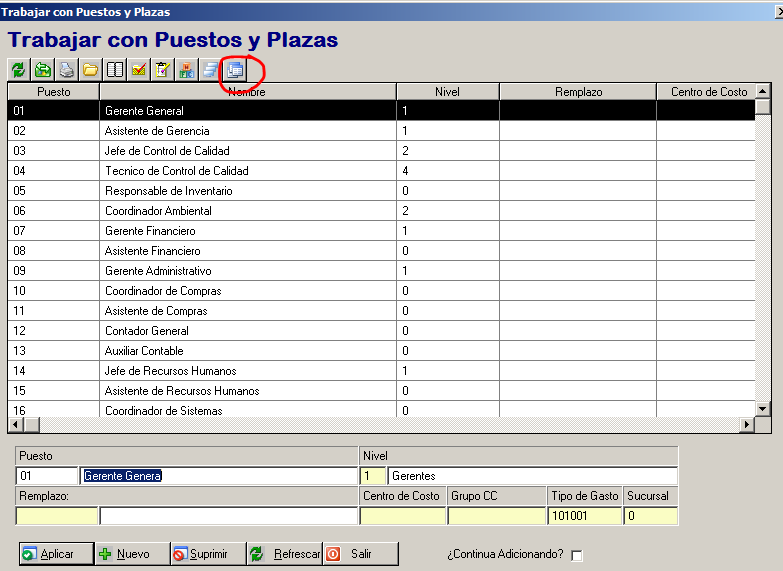 Trabajar con Puestos y Plazas
Trabajar con Puestos y Plazas
Puesto Nombre Nivel Remplazo Centro de Costo
01 Gerente General 1
02 Asistente de Gerencia 1
03 Jefe de Control de Calidad 2
04 Tecnico de Control de Calidad 4
05 Responsable de Inventario 0
06 Coordinador Ambiental 2
07 Gerente Financiero 1
08 Asistente Financiero 0
09 Gerente Administrativo 1
10 Coordinador de Compras 0
11 Asistente de Compras 0
12 Contador General 0
13 Auxiliar Contable 0
14 Jefe de Recursos Humanos 1
15 Asistente de Recursos Humanos 0
16 Coordinador de Sistemas 0
Puesto Nivel
01 Gerente Genera 1 Gerentes
Remplazo: Centro de Costo Grupo CC Tipo de Gasto Sucursal
101001 0
Aplicar Nuevo Suprimir Refrescar Salir ¿Continua Adicionando?